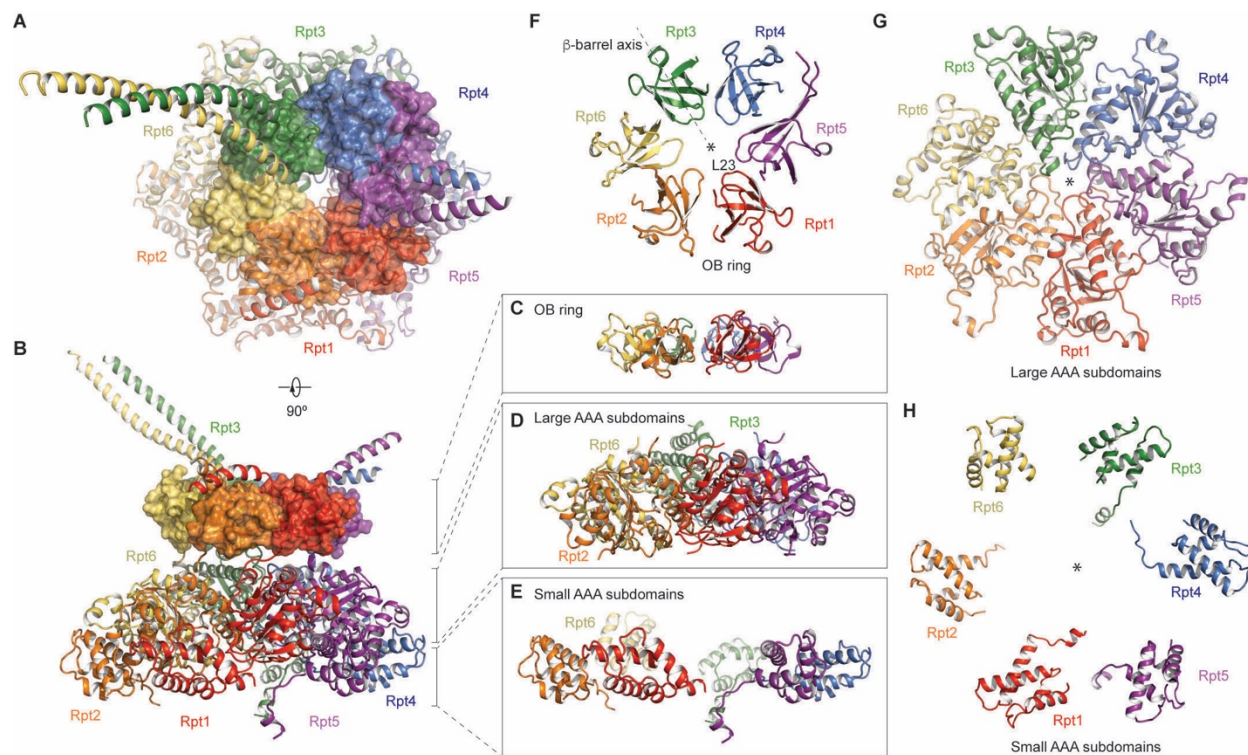 A
Rpt3
Rpt4
Rpt6
Rpt2
Rpt5
Rpt1
B
90º
Rpt3
Rpt6
Rpt2
Rpt1
Rpt5
Rpt4
C OB ring
D Large AAA subdomains
Rpt3
Rpt6
Rpt2
E Small AAA subdomains
Rpt6
F
Rpt3
Rpt4
β-barrel axis
Rpt6
*
L23
Rpt5
Rpt2
Rpt1
OB ring
G
Rpt3
Rpt4
Rpt6
*
Rpt2
Rpt5
Rpt1
Large AAA subdomains
H
Rpt3
Rpt6
*
Rpt4
Rpt2
Rpt5
Rpt1
Small AAA subdomains